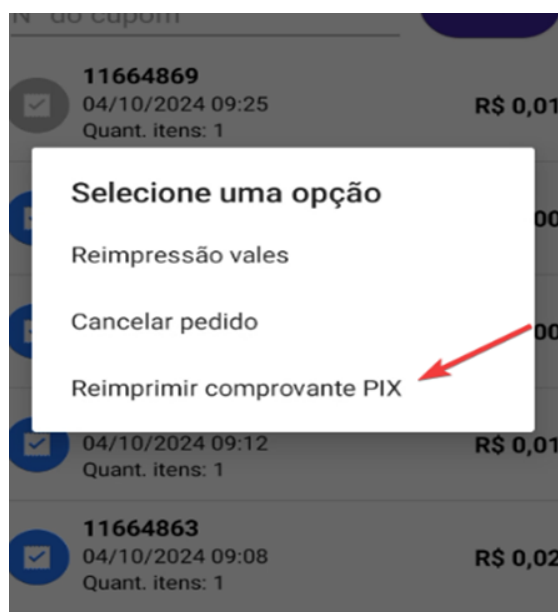 N° do cupom
11664869
04/10/2024 09:25
R$ 0,01
Quant. itens: 1
Selecione uma opção
00
Reimpressão vales
Cancelar pedido
00
Reimprimir comprovante PIX
04/10/2024 09:12
R$ 0,01
Quant. itens: 1
11664863
04/10/2024 09:08
R$ 0,02
Quant. itens: 1